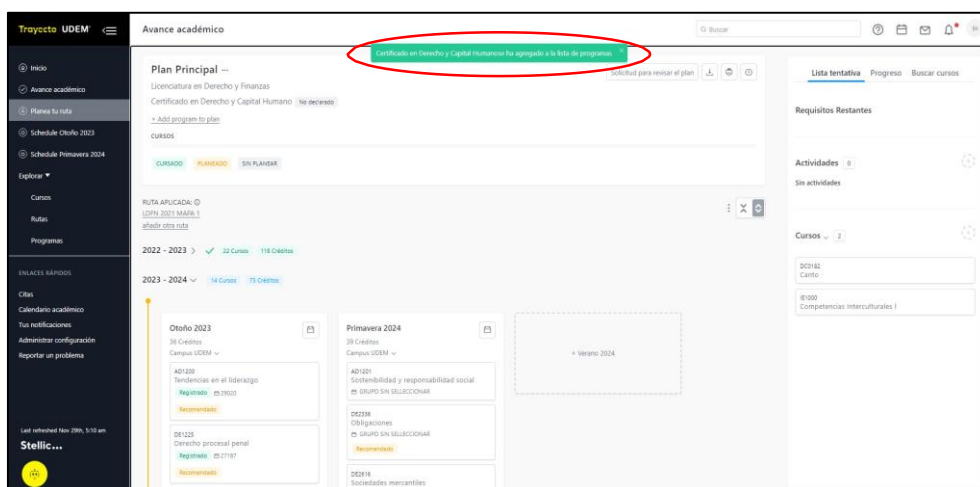 Trayecto UDEM
Avance académico
Buscar
Certificado en Derecho y Capital Humanose ha agregado a la lista de programas
Inicio
Avance académico
Planea tu ruta
Schedule Otoño 2023
Schedule Primavera 2024
Explorar
Cursos
Rutas
Programas
ENLACES RÁPIDOS
Citas
Calendario académico
Tus notificaciones
Administrar configuración
Reportar un problema
Last refreshed Nov 29th, 5:10 am
Stellic...
Plan Principal
Solicitud para revisar el plan
Licenciatura en Derecho y Finanzas
Certificado en Derecho y Capital Humano No declarado
+ Add program to plan
CURSOS
CURSADO PLANEADO SIN PLANEAR
RUTA APLICADA:
LDFN 2021 MAPA 1
añadir otra ruta
2022 - 2023 22 Cursos 118 Créditos
2023 - 2024 14 Cursos 73 Créditos
Otoño 2023
Créditos
Campus UDEM
AD1200
Tendencias en el liderazgo
Registrado 29020
Recomendado
DE1225
Derecho procesal penal
Registrado 27187
Recomendado
Primavera 2024
Créditos
Campus UDEM
AD1201
Sostenibilidad y responsabilidad social
GRUPO SIN SELLECCIONAR
DE2336
Obligaciones
GRUPO SIN SELLECCIONAR
Recomendado
DE2616
Sociedades mercantiles
+ Verano 2024
Lista tentativa Progreso Buscar cursos
Requisitos Restantes
Actividades 0
Sin actividades
Cursos 2
DC0182
Canto
IE1000
Competencias interculturales I